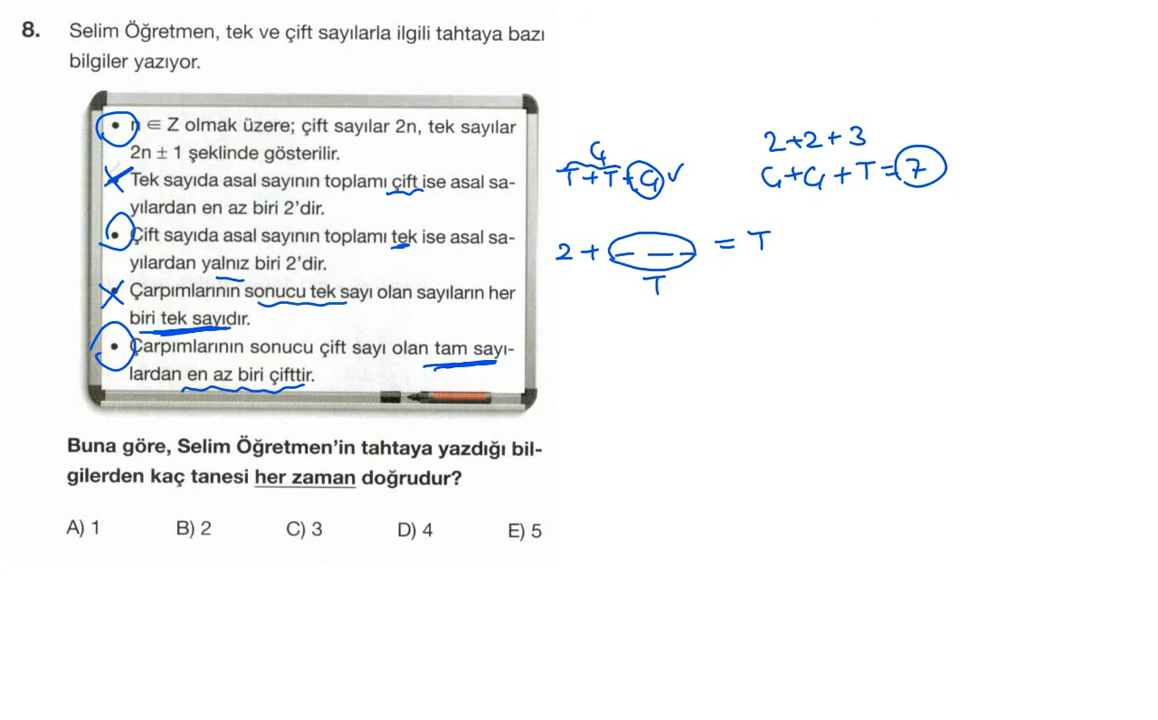 8. Selim Öğretmen, tek ve çift sayılarla ilgili tahtaya bazı
bilgiler yazıyor.
• n ∈ Z olmak üzere; çift sayılar 2n, tek sayılar
2n ± 1 şeklinde gösterilir.
• Tek sayıda asal sayının toplamı çift ise asal sa-
yılardan en az biri 2'dir.
• Çift sayıda asal sayının toplamı tek ise asal sa-
yılardan yalnız biri 2'dir.
• Çarpımlarının sonucu tek sayı olan sayıların her
biri tek sayıdır.
• Çarpımlarının sonucu çift sayı olan tam sayı-
lardan en az biri çifttir.
Buna göre, Selim Öğretmen'in tahtaya yazdığı bil-
gilerden kaç tanesi her zaman doğrudur?
A) 1 B) 2 C) 3 D) 4 E) 5
Ç
T+T+Ç ✓
2+2+3
Ç+Ç+T=7
2+ _ _ _ = T
T